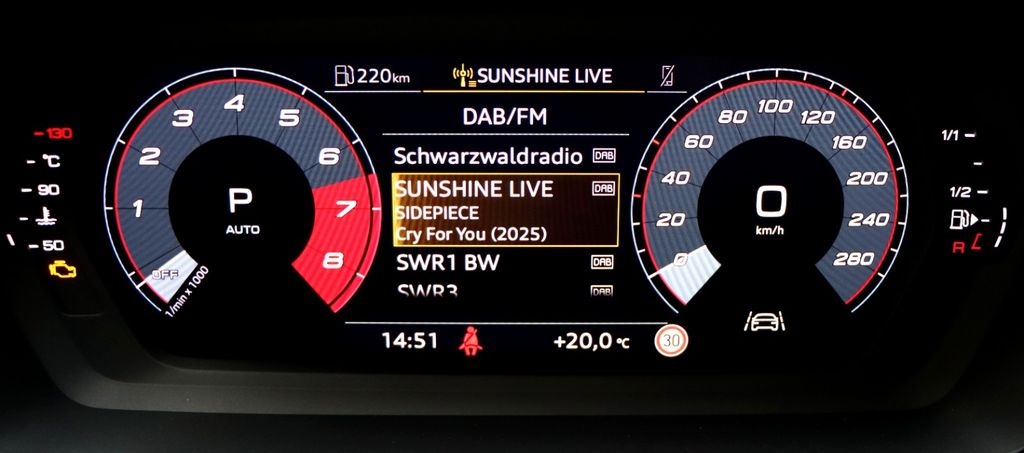 220km
SUNSHINE LIVE
DAB/FM
Schwarzwaldradio DAB
SUNSHINE LIVE DAB
SIDEPIECE
Cry For You (2025)
SWR1 BW DAB
SWR3 DAB
14:51
+20,0 °C
30
130
°C
90
50
OFF
1
2
3
4
5
6
7
8
1/min x 1000
P
AUTO
0
20
40
60
80
100
120
160
200
240
280
0
km/h
1/1
1/2
R